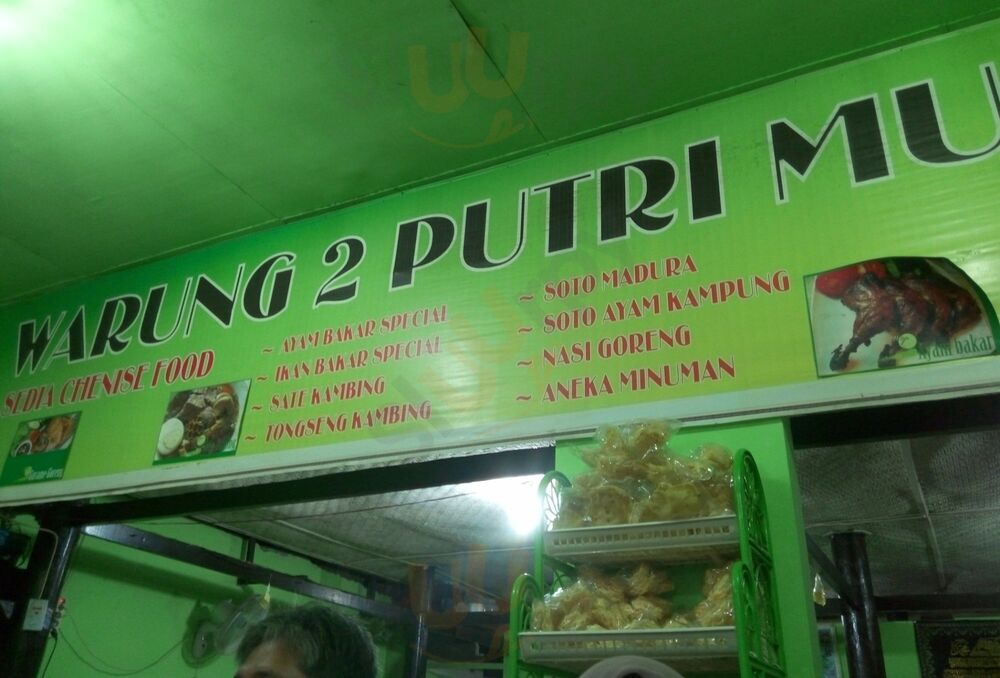 WARUNG 2 PUTRI MU
SEDIA CHENISE FOOD
~ AYAM BAKAR SPECIAL
~ IKAN BAKAR SPECIAL
~ SATE KAMBING
~ TONGSENG KAMBING
~ SOTO MADURA
~ SOTO AYAM KAMPUNG
~ NASI GORENG
~ ANEKA MINUMAN
Ayam bakar